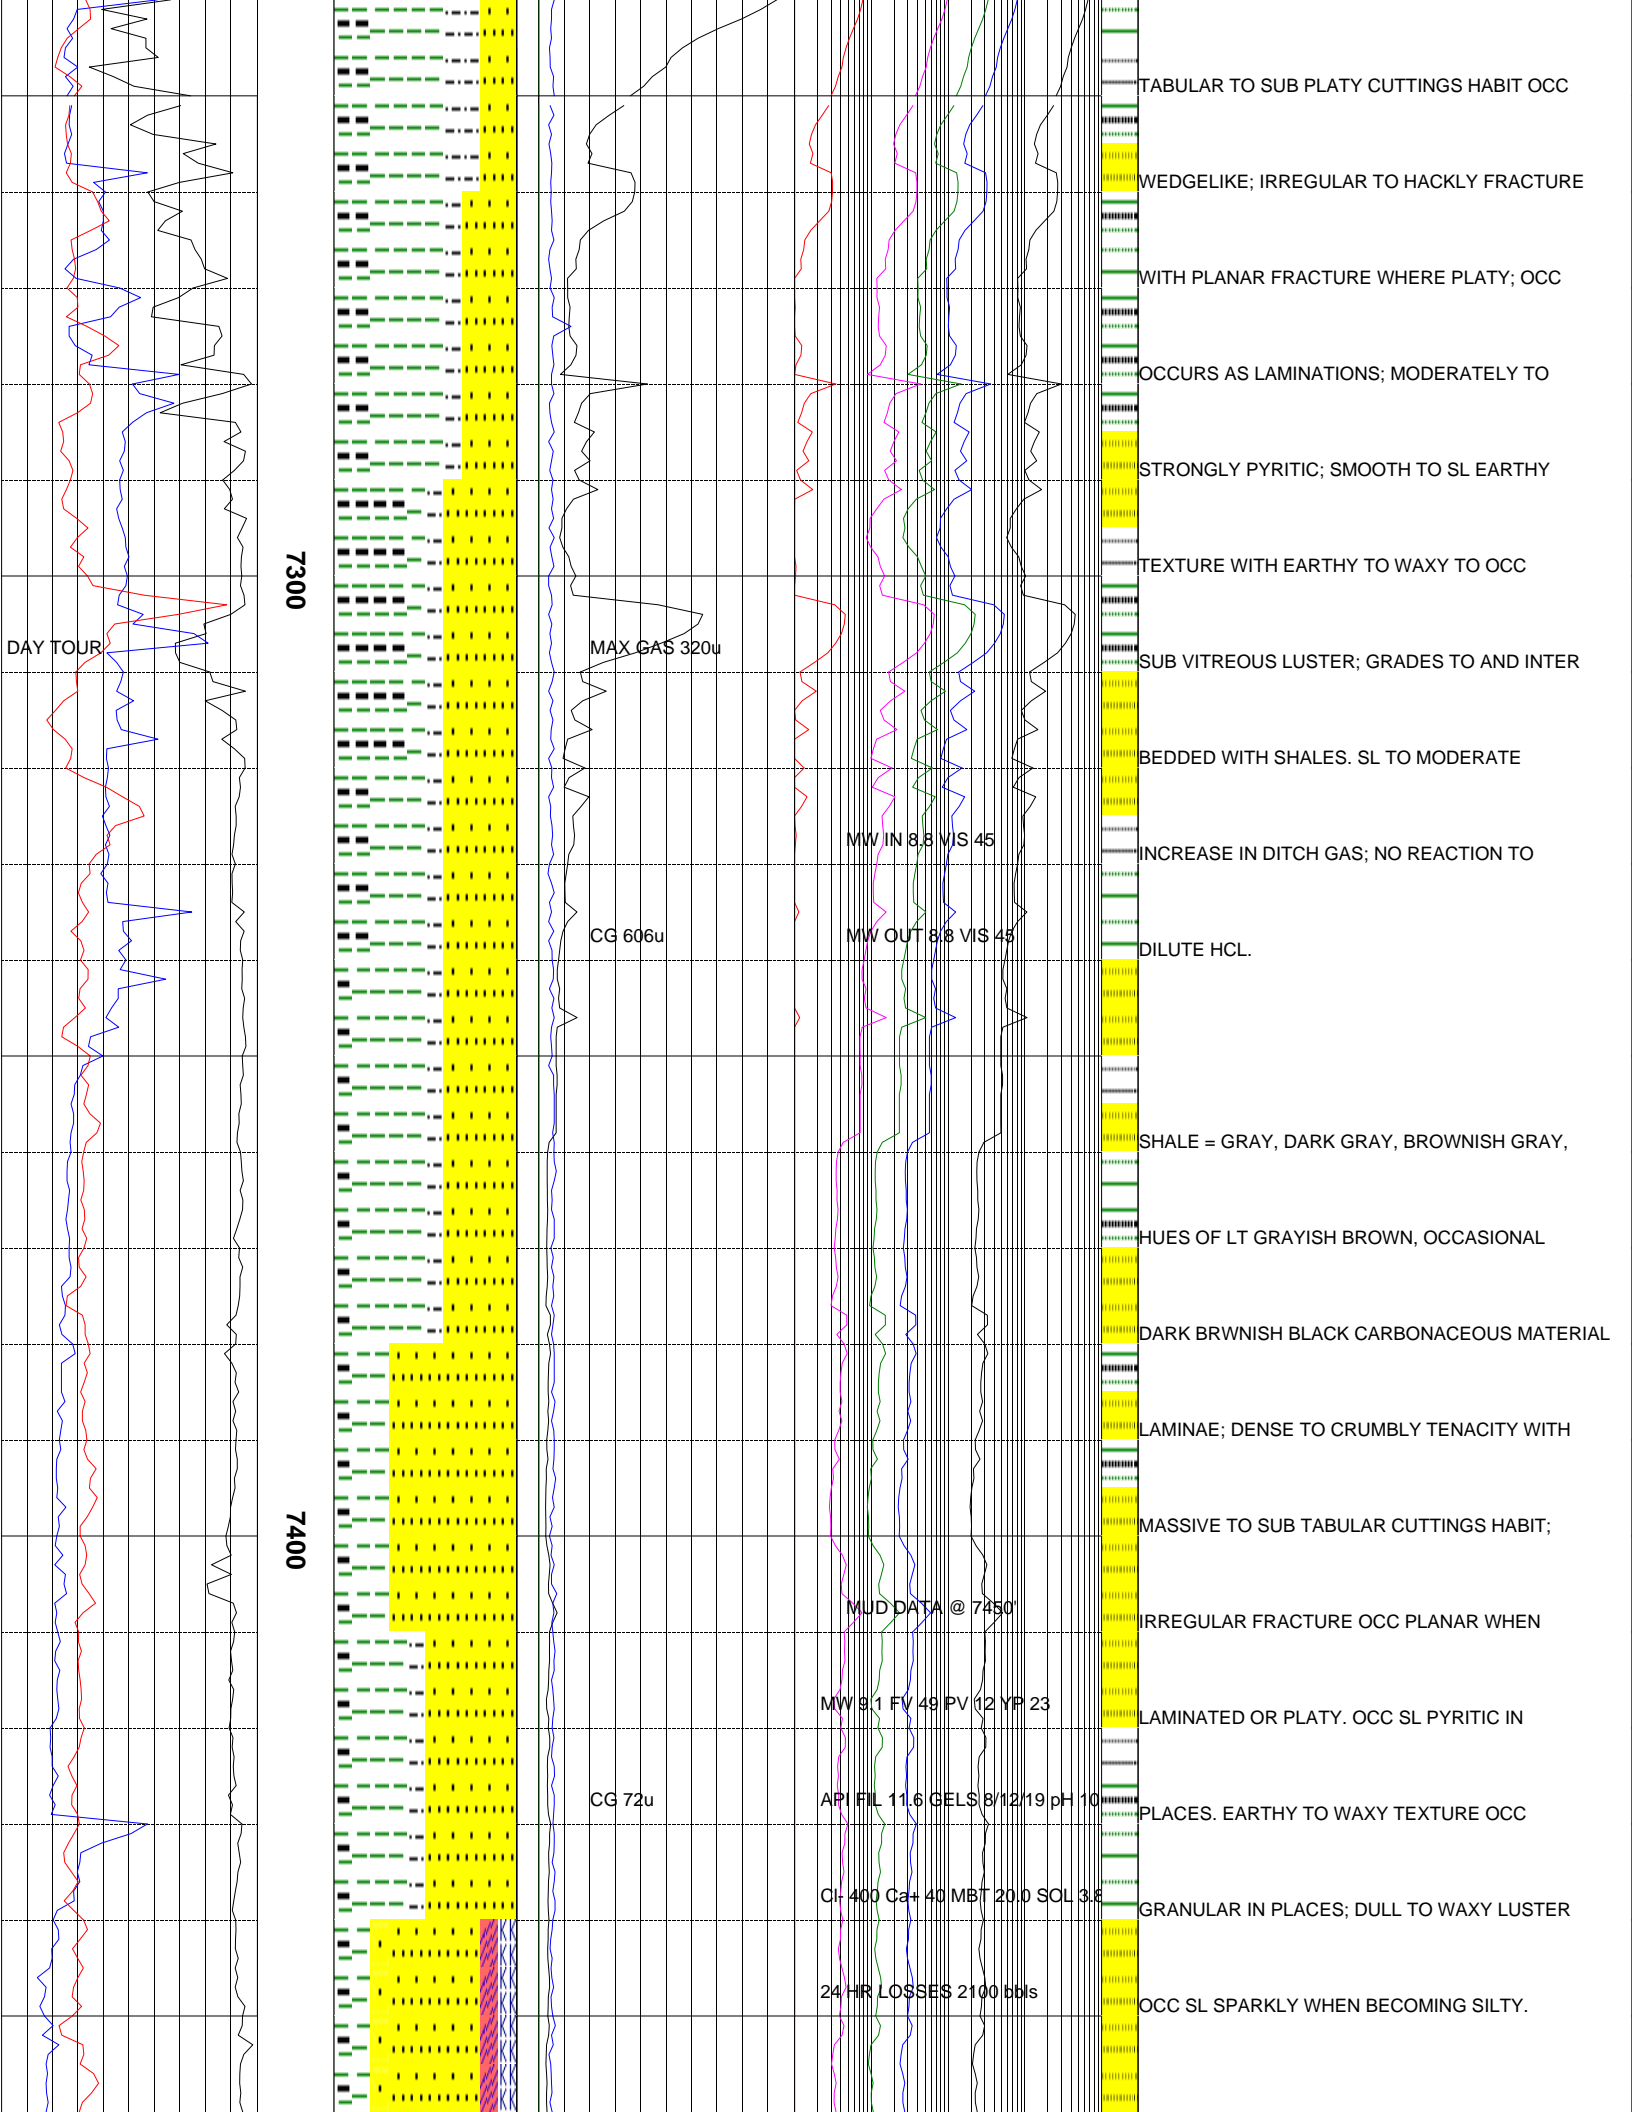 TABULAR TO SUB PLATY CUTTINGS HABIT OCC
WEDGELIKE; IRREGULAR TO HACKLY FRACTURE
WITH PLANAR FRACTURE WHERE PLATY; OCC
OCCURS AS LAMINATIONS; MODERATELY TO
STRONGLY PYRITIC; SMOOTH TO SL EARTHY
7300
TEXTURE WITH EARTHY TO WAXY TO OCC
DAY TOUR
MAX GAS 320u
SUB VITREOUS LUSTER; GRADES TO AND INTER
BEDDED WITH SHALES. SL TO MODERATE
MW IN 8.8 VIS 45
INCREASE IN DITCH GAS; NO REACTION TO
CG 606u
MW OUT 8.8 VIS 45
DILUTE HCL.
SHALE = GRAY, DARK GRAY, BROWNISH GRAY,
HUES OF LT GRAYISH BROWN, OCCASIONAL
DARK BRWNISH BLACK CARBONACEOUS MATERIAL
LAMINAE; DENSE TO CRUMBLY TENACITY WITH
7400
MASSIVE TO SUB TABULAR CUTTINGS HABIT;
MUD DATA @ 7450'
IRREGULAR FRACTURE OCC PLANAR WHEN
MW 9.1 FV 49 PV 12 YP 23
LAMINATED OR PLATY. OCC SL PYRITIC IN
CG 72u
API FIL 11.6 GELS 8/12/19 pH 10
PLACES. EARTHY TO WAXY TEXTURE OCC
Cl- 400 Ca+ 40 MBT 20.0 SOL 3.8
GRANULAR IN PLACES; DULL TO WAXY LUSTER
24 HR LOSSES 2100 bbls
OCC SL SPARKLY WHEN BECOMING SILTY.